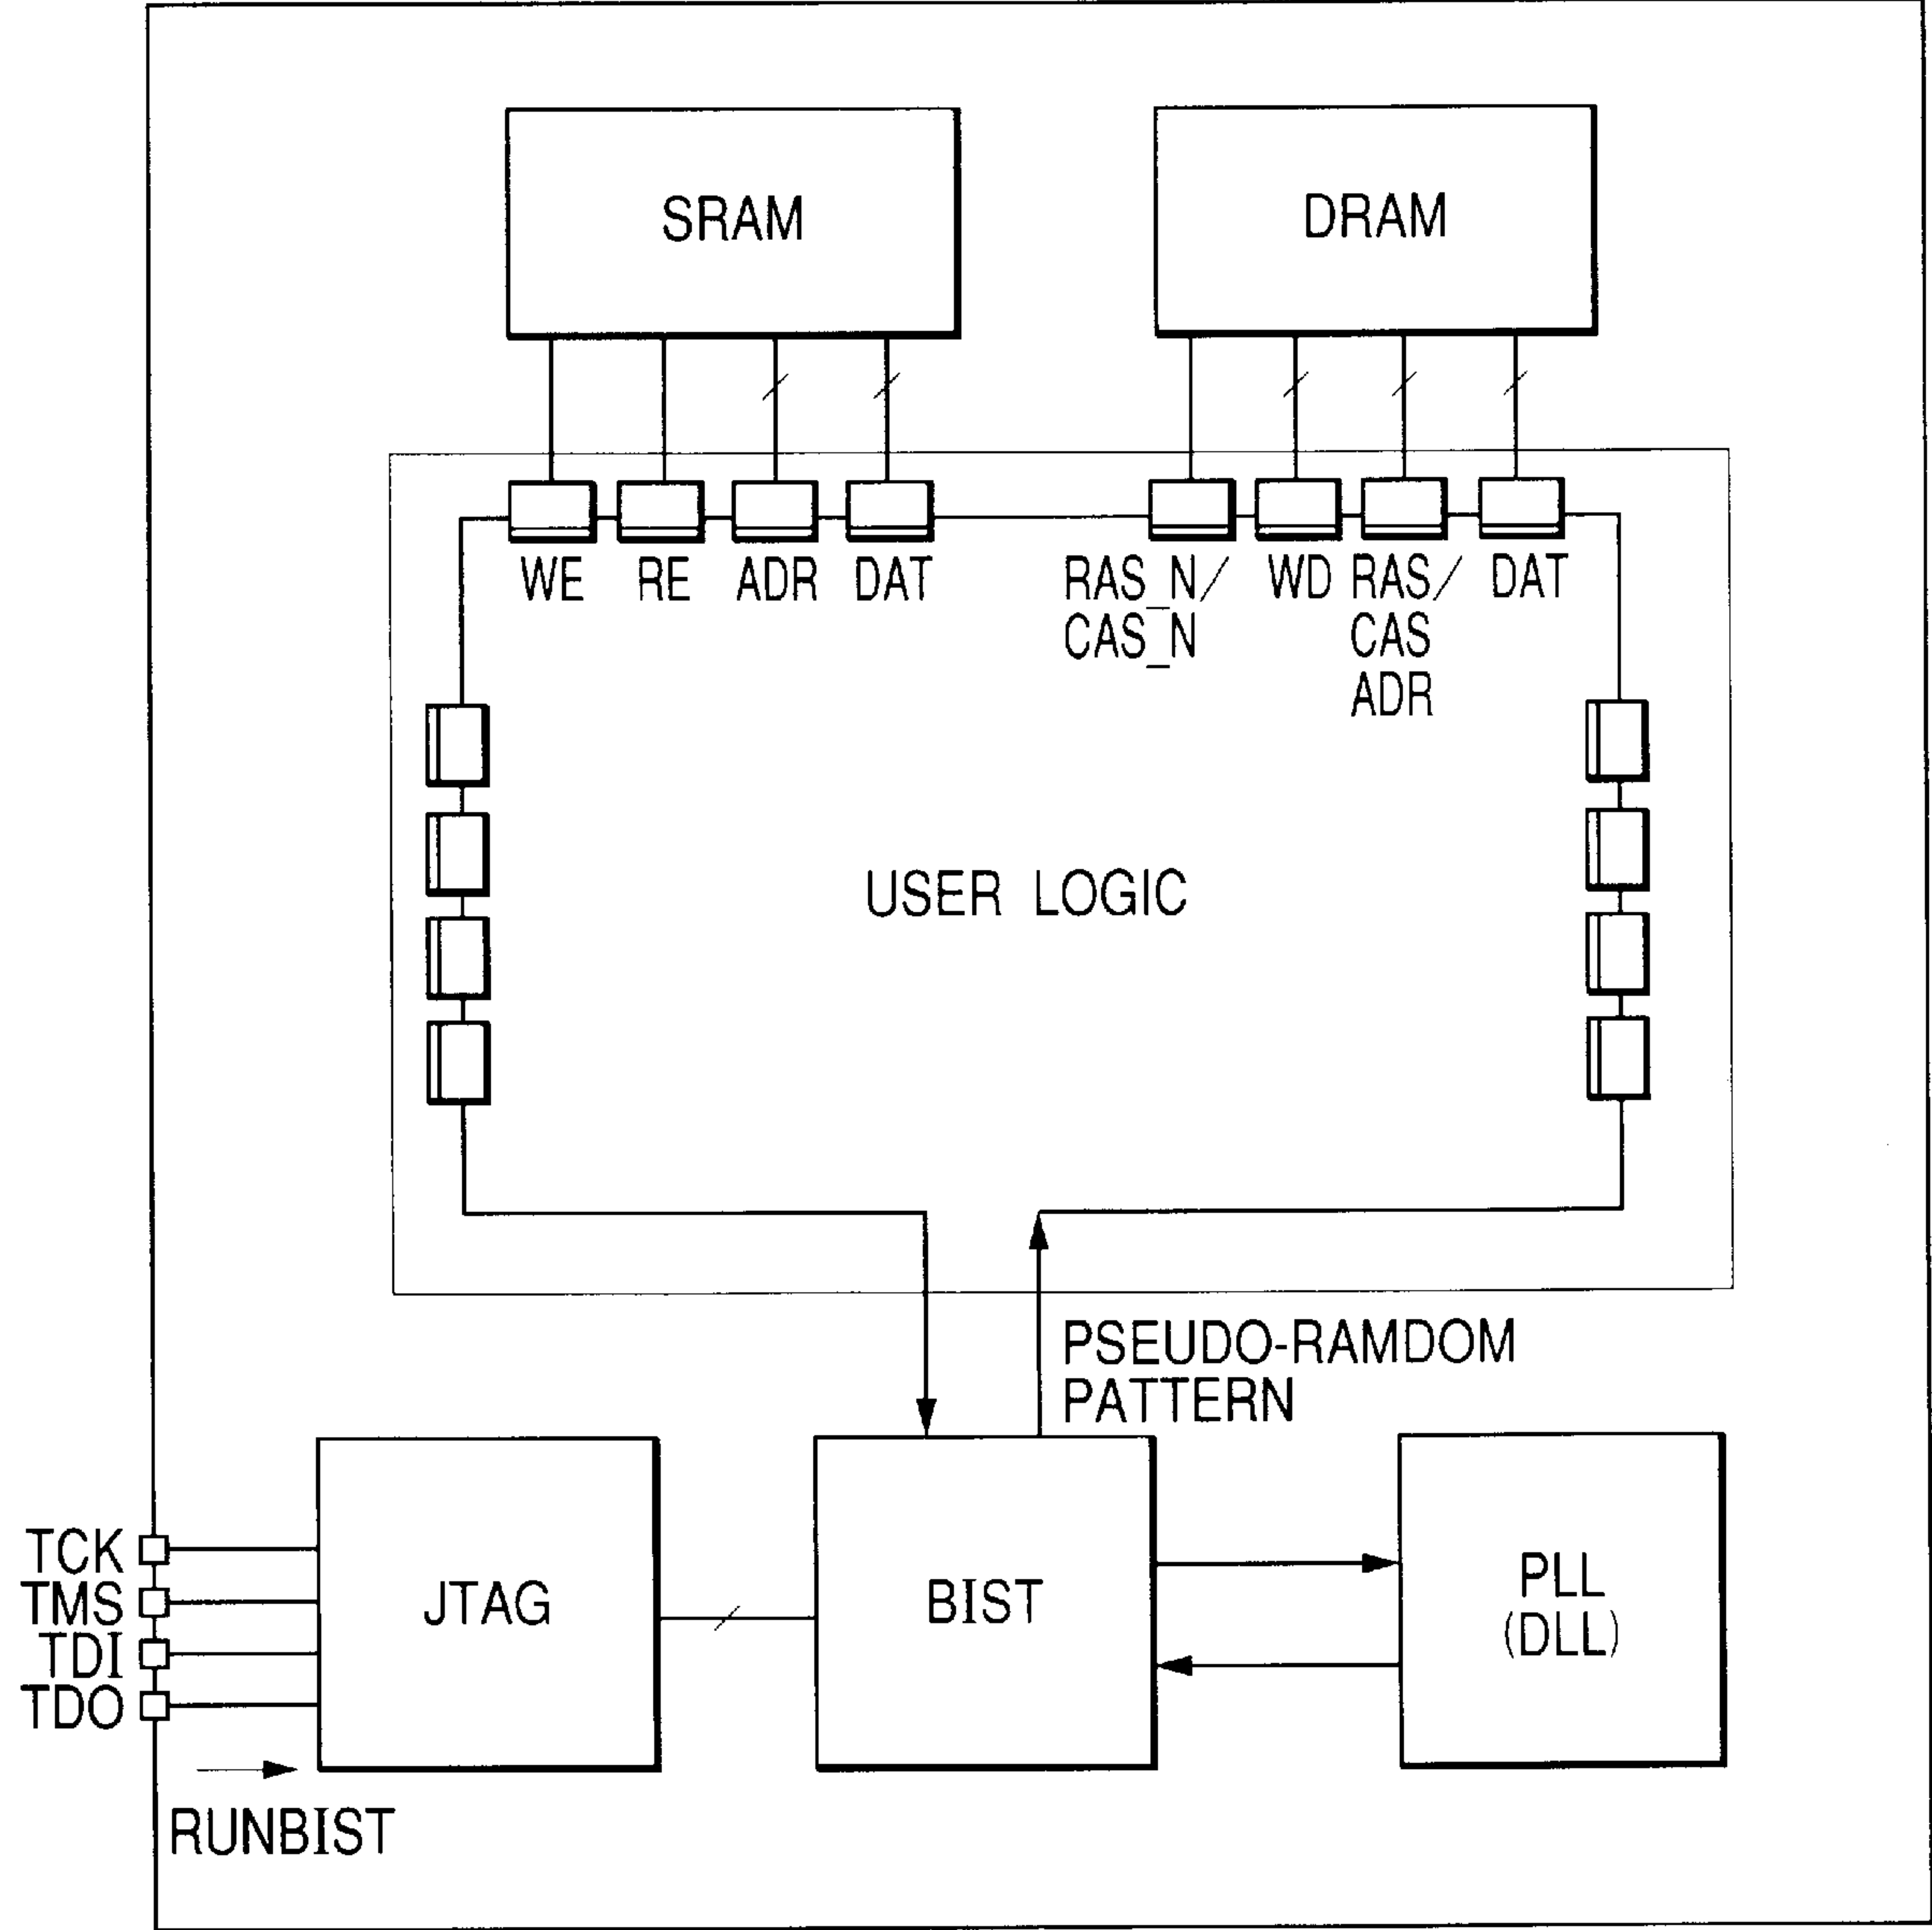 SRAM
DRAM
WE RE ADR DAT RAS_N/ WD RAS/ DAT
CAS_N CAS
ADR
USER LOGIC
PSEUDO-RAMDOM
PATTERN
TCK
TMS
TDI
TDO
JTAG
BIST
PLL
(DLL)
RUNBIST